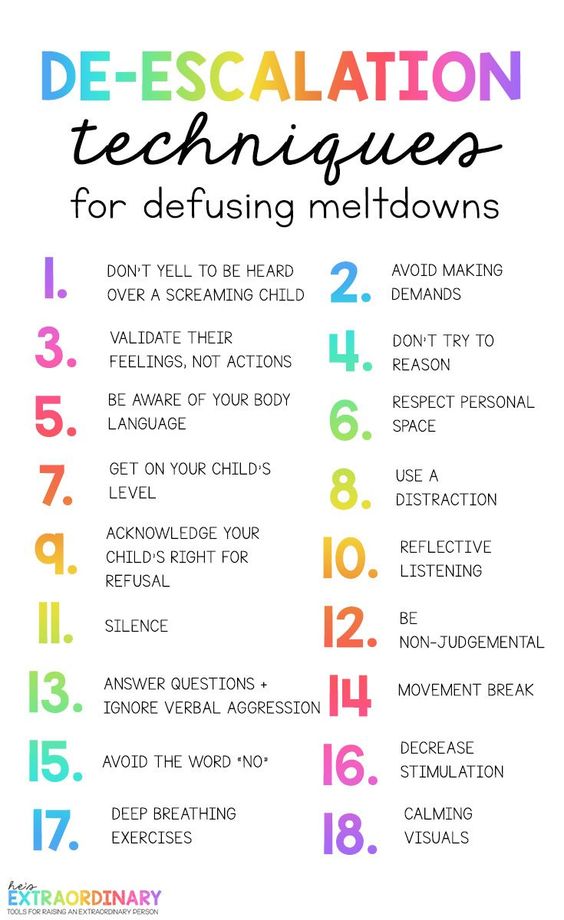 DE-ESCALATION
techniques
for defusing meltdowns
1. DON'T YELL TO BE HEARD
OVER A SCREAMING CHILD
2. AVOID MAKING
DEMANDS
3. VALIDATE THEIR
FEELINGS, NOT ACTIONS
4. DON'T TRY TO
REASON
5. BE AWARE OF YOUR BODY
LANGUAGE
6. RESPECT PERSONAL
SPACE
7. GET ON YOUR CHILD'S
LEVEL
8. USE A
DISTRACTION
9. ACKNOWLEDGE YOUR
CHILD'S RIGHT FOR
REFUSAL
10. REFLECTIVE
LISTENING
11. SILENCE
12. BE
NON-JUDGEMENTAL
13. ANSWER QUESTIONS +
IGNORE VERBAL AGGRESSION
14 MOVEMENT BREAK
15. AVOID THE WORD "NO"
16. DECREASE
STIMULATION
17. DEEP BREATHING
EXERCISES
18. CALMING
VISUALS
he's
EXTRAORDINARY
TOOLS FOR RAISING AN EXTRAORDINARY PERSON